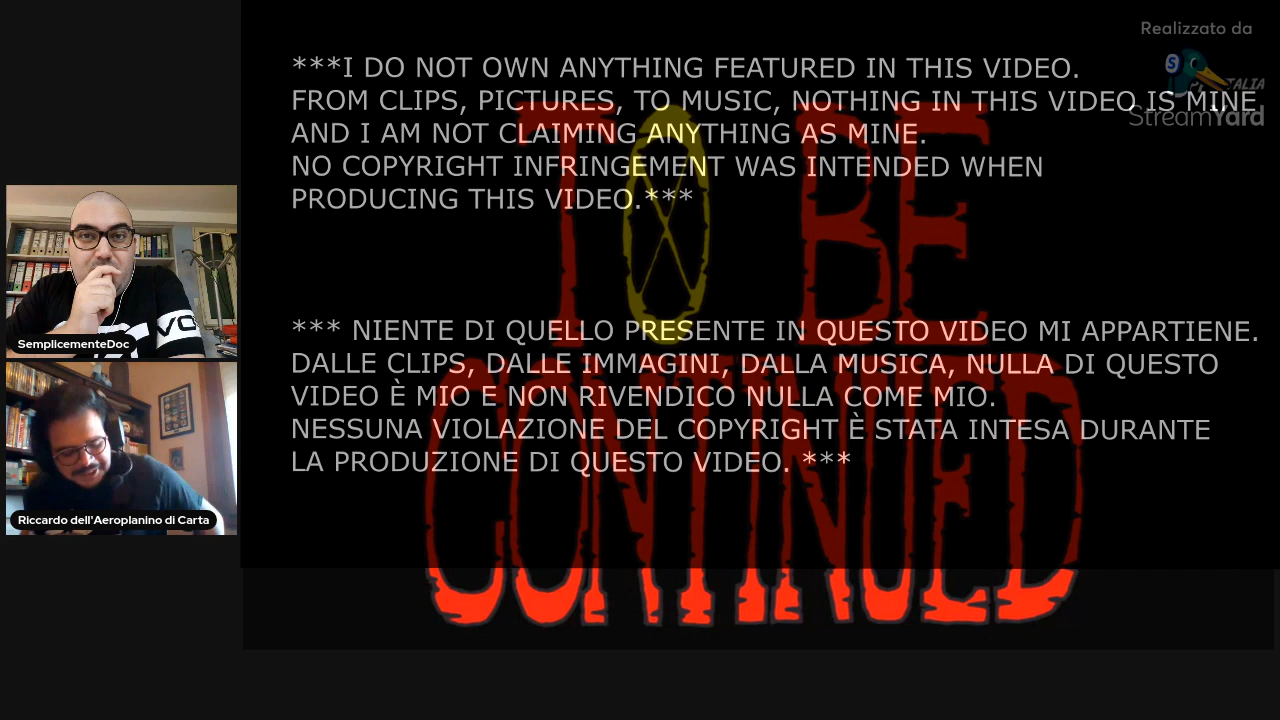 Realizzato da
ITALIA
StreamYard
***I DO NOT OWN ANYTHING FEATURED IN THIS VIDEO.
FROM CLIPS, PICTURES, TO MUSIC, NOTHING IN THIS VIDEO IS MINE
AND I AM NOT CLAIMING ANYTHING AS MINE.
NO COPYRIGHT INFRINGEMENT WAS INTENDED WHEN
PRODUCING THIS VIDEO.***
*** NIENTE DI QUELLO PRESENTE IN QUESTO VIDEO MI APPARTIENE.
DALLE CLIPS, DALLE IMMAGINI, DALLA MUSICA, NULLA DI QUESTO
VIDEO È MIO E NON RIVENDICO NULLA COME MIO.
NESSUNA VIOLAZIONE DEL COPYRIGHT È STATA INTESA DURANTE
LA PRODUZIONE DI QUESTO VIDEO. ***
TO BE
CONTINUED
SemplicementeDoc
Riccardo dell'Aeroplanino di Carta